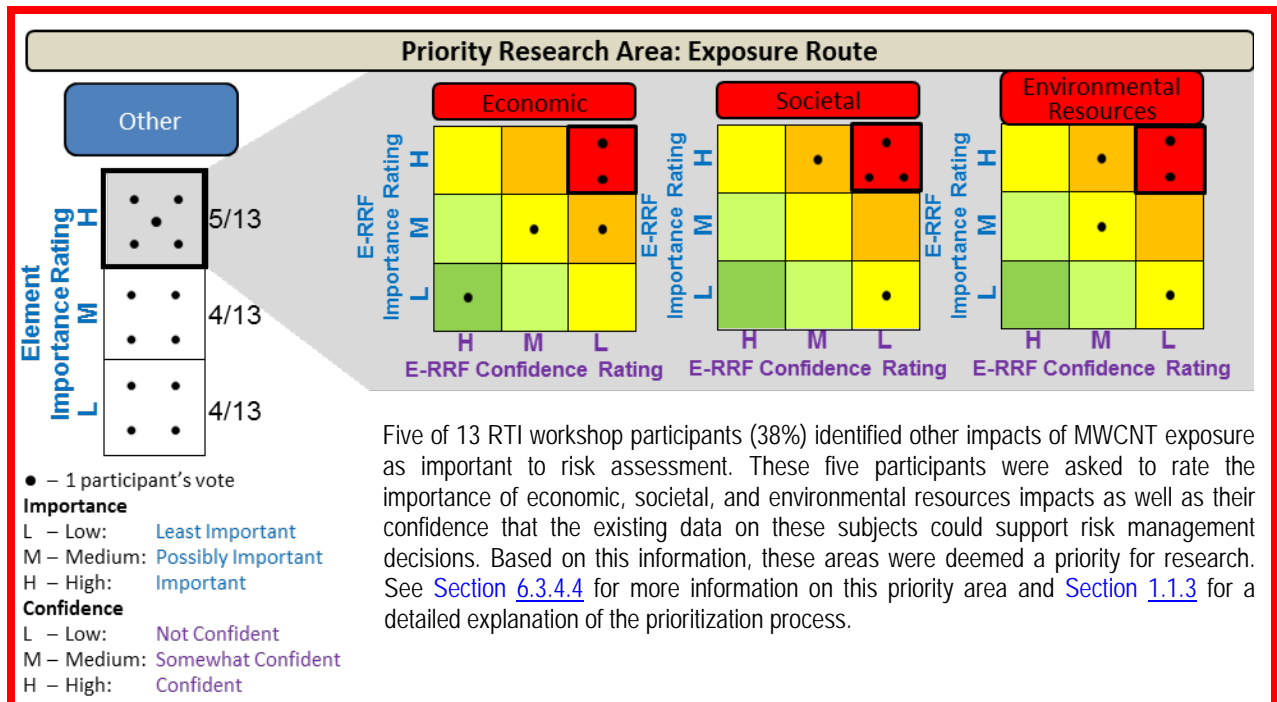 Priority Research Area: Exposure Route
Other
Element
Importance Rating
H
M
L
5/13
4/13
4/13
Economic
E-RRF
Importance Rating
H
M
L
H M L
E-RRF Confidence Rating
Societal
E-RRF
Importance Rating
H
M
L
H M L
E-RRF Confidence Rating
Environmental
Resources
E-RRF
Importance Rating
H
M
L
H M L
E-RRF Confidence Rating
● – 1 participant’s vote
Importance
L – Low: Least Important
M – Medium: Possibly Important
H – High: Important
Confidence
L – Low: Not Confident
M – Medium: Somewhat Confident
H – High: Confident
Five of 13 RTI workshop participants (38%) identified other impacts of MWCNT exposure
as important to risk assessment. These five participants were asked to rate the
importance of economic, societal, and environmental resources impacts as well as their
confidence that the existing data on these subjects could support risk management
decisions. Based on this information, these areas were deemed a priority for research.
See Section 6.3.4.4 for more information on this priority area and Section 1.1.3 for a
detailed explanation of the prioritization process.